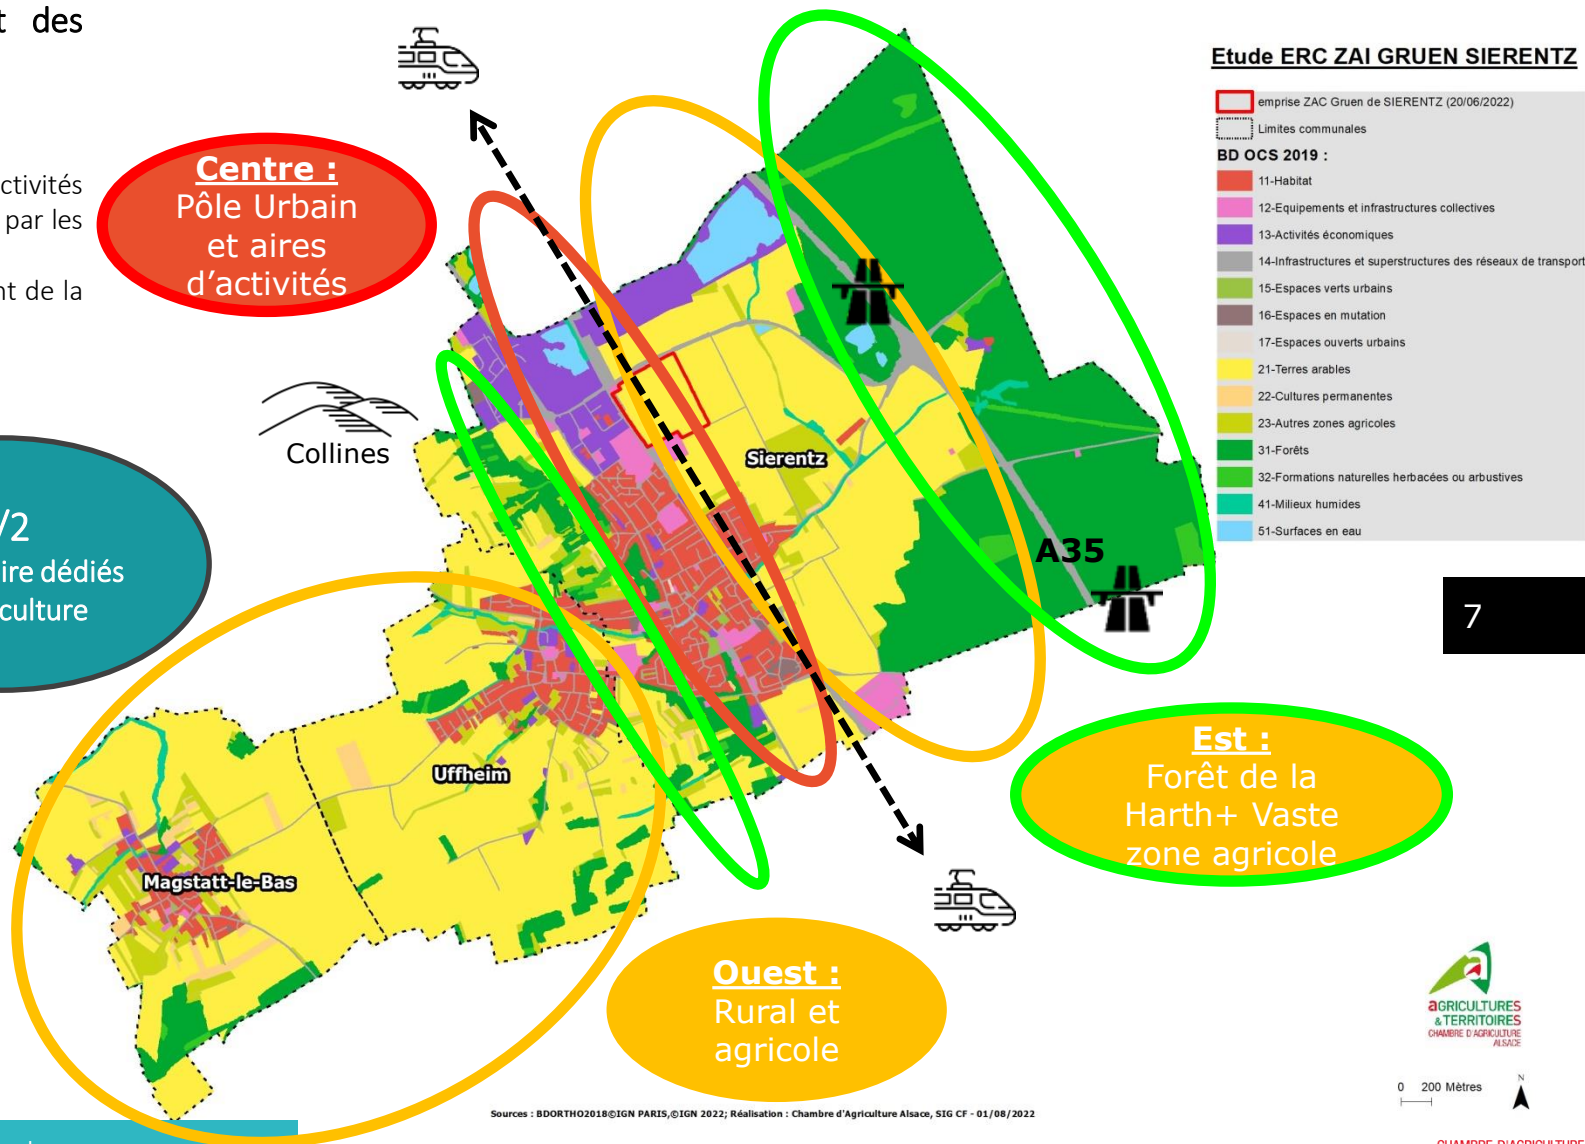 t des
ctivités
par les
nt de la
Centre :
Pôle Urbain
et aires
d’activités
Collines
/2
ire dédiés
culture
Sierentz
A35
Uffheim
Magstatt-le-Bas
Est :
Forêt de la
Harth+ Vaste
zone agricole
Ouest :
Rural et
agricole
Etude ERC ZAI GRUEN SIERENTZ
emprise ZAC Gruen de SIERENTZ (20/06/2022)
Limites communales
BD OCS 2019 :
11-Habitat
12-Equipements et infrastructures collectives
13-Activités économiques
14-Infrastructures et superstructures des réseaux de transport
15-Espaces verts urbains
16-Espaces en mutation
17-Espaces ouverts urbains
21-Terres arables
22-Cultures permanentes
23-Autres zones agricoles
31-Forêts
32-Formations naturelles herbacées ou arbustives
41-Milieux humides
51-Surfaces en eau
7
aGRICULTURES
& TERRITOIRES
CHAMBRE D'AGRICULTURE
ALSACE
0 200 Mètres
N
Sources : BDORTHO2018©IGN PARIS,©IGN 2022; Réalisation : Chambre d'Agriculture Alsace, SIG CF - 01/08/2022
CHAMBRE D'AGRICULTURE